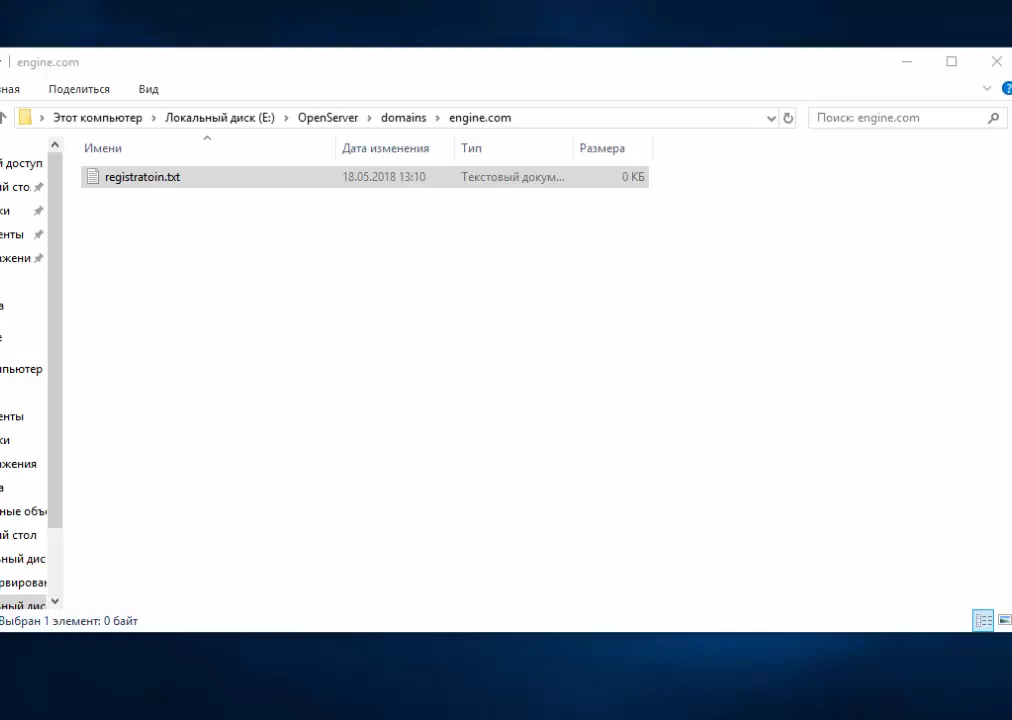 engine.com
ная Поделиться Вид
Этот компьютер › Локальный диск (E:) › OpenServer › domains › engine.com
Поиск: engine.com
Имени Дата изменения Тип Размера
registratoin.txt 18.05.2018 13:10 Текстовый докум... 0 КБ
й доступ
й сто.
ки
енты
жени
а
е
пьютер
енты
ки
жения
а
ные объ
й стол
ный дис
рвирован
ный дис
Выбран 1 элемент: 0 байт